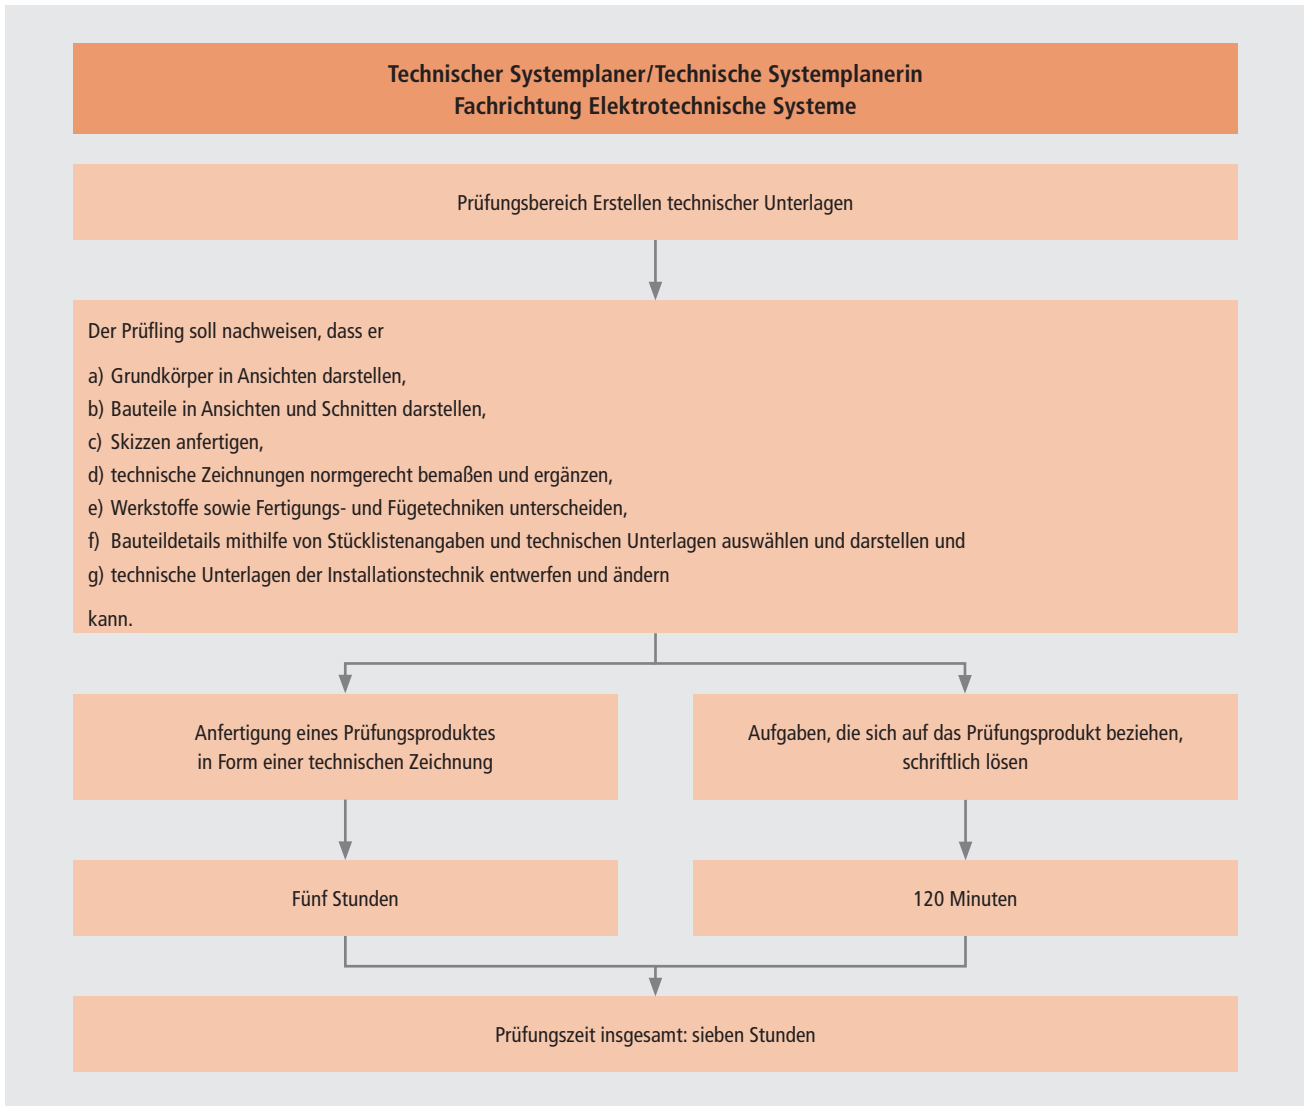 Technischer Systemplaner/Technische Systemplanerin
Fachrichtung Elektrotechnische Systeme
Prüfungsbereich Erstellen technischer Unterlagen
Der Prüfling soll nachweisen, dass er
a) Grundkörper in Ansichten darstellen,
b) Bauteile in Ansichten und Schnitten darstellen,
c) Skizzen anfertigen,
d) technische Zeichnungen normgerecht bemaßen und ergänzen,
e) Werkstoffe sowie Fertigungs- und Fügetechniken unterscheiden,
f) Bauteildetails mithilfe von Stücklistenangaben und technischen Unterlagen auswählen und darstellen und
g) technische Unterlagen der Installationstechnik entwerfen und ändern
kann.
Anfertigung eines Prüfungsproduktes
in Form einer technischen Zeichnung
Aufgaben, die sich auf das Prüfungsprodukt beziehen,
schriftlich lösen
Fünf Stunden
120 Minuten
Prüfungszeit insgesamt: sieben Stunden